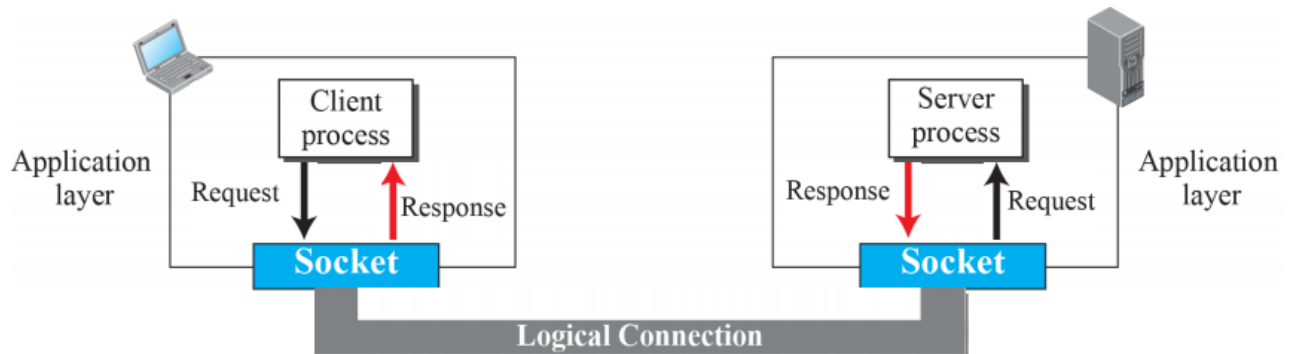 Client
process
Server
process
Application
layer
Request
Response
Response
Request
Application
layer
Socket
Socket
Logical Connection